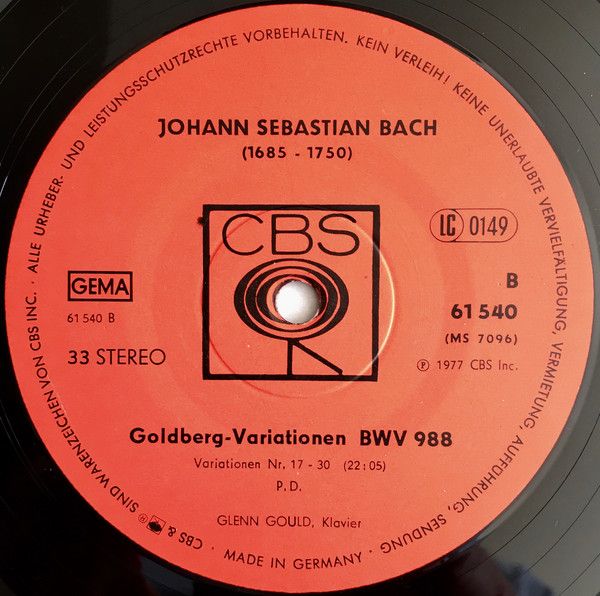 JOHANN SEBASTIAN BACH
(1685 - 1750)
CBS
LC 0149
GEMA
61 540 B
33 STEREO
B
61 540
(MS 7096)
℗ 1977 CBS Inc.
Goldberg-Variationen BWV 988
Variationen Nr. 17 - 30 (22:05)
P.D.
GLENN GOULD, Klavier
CBS & ® SIND WARENZEICHEN VON CBS INC. · ALLE URHEBER- UND LEISTUNGSSCHUTZRECHTE VORBEHALTEN. KEIN VERLEIH! KEINE UNERLAUBTE VERVIELFÄLTIGUNG, VERMIETUNG, AUFFÜHRUNG, SENDUNG · MADE IN GERMANY ·